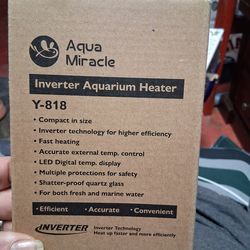 Aqua
Miracle
Inverter Aquarium Heater
Y-818
• Compact in size
• Inverter technology for higher efficiency
• Fast heating
• Accurate external temp. control
• LED Digital temp. display
• Multiple protections for safety
• Shatter-proof quartz glass
• For both fresh and marine water
• Efficient • Accurate • Convenient
INVERTER Inverter Technology
Heat up faster and more efficiently